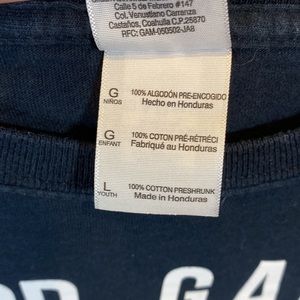 Calle 5 de Febrero #147
Col. Venustiano Carranza
Castaños, Coahuila C.P. 25870
RFC: GAM-050502-JA8
G
NIÑOS
100% ALGODÓN PRE-ENCOGIDO
Hecho en Honduras
G
ENFANT
100% COTON PRÉ-RÉTRÉCI
Fabriqué au Honduras
L
YOUTH
100% COTTON PRESHRUNK
Made in Honduras